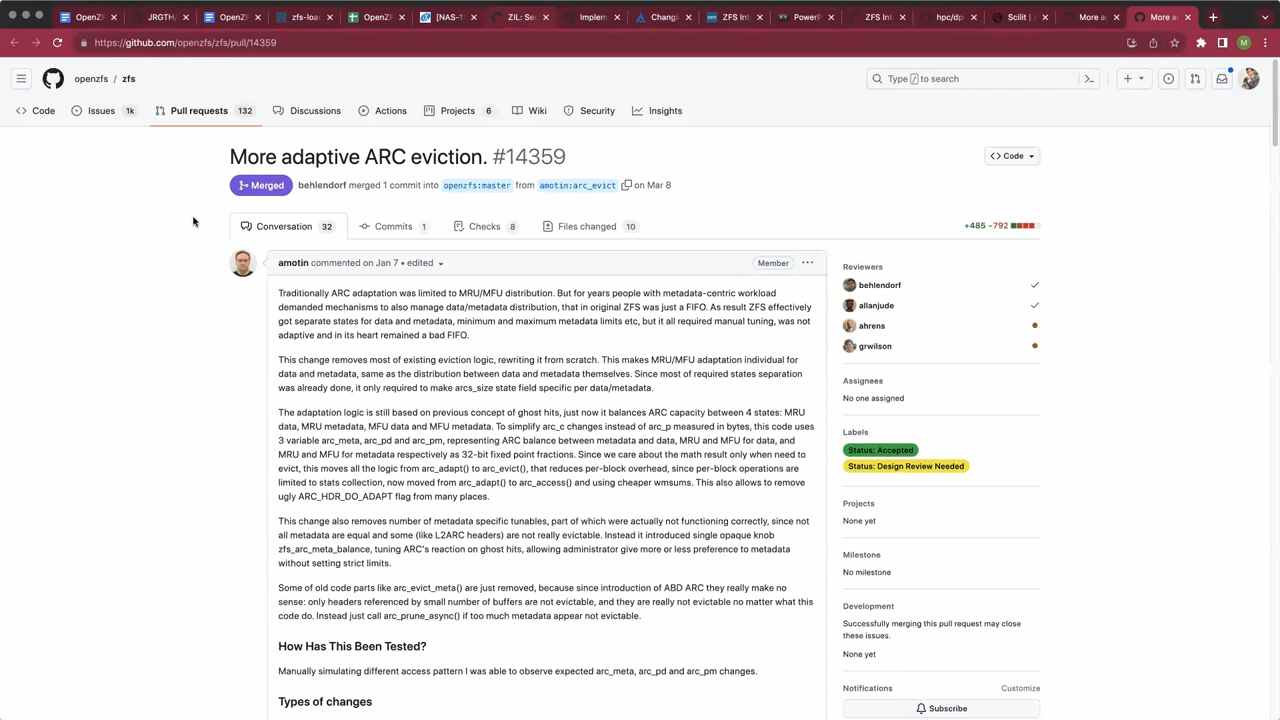 OpenZ
JRGTH/
OpenZF
zfs-loa
OpenZF
[NAS-1
ZIL: Se
Implem
Changi
ZFS Int
PowerP
ZFS Int
hpc/dp
Scilit | A
More a
More a
https://github.com/openzfs/zfs/pull/14359
M
openzfs / zfs
Type / to search
Code
Issues 1k
Pull requests 132
Discussions
Actions
Projects 6
Wiki
Security
Insights
More adaptive ARC eviction. #14359
<> Code
Merged behlendorf merged 1 commit into openzfs:master from amotin:arc_evict on Mar 8
Conversation 32
Commits 1
Checks 8
Files changed 10
+485 −792
amotin commented on Jan 7 • edited
Member
Traditionally ARC adaptation was limited to MRU/MFU distribution. But for years people with metadata-centric workload
demanded mechanisms to also manage data/metadata distribution, that in original ZFS was just a FIFO. As result ZFS effectively
got separate states for data and metadata, minimum and maximum metadata limits etc, but it all required manual tuning, was not
adaptive and in its heart remained a bad FIFO.
This change removes most of existing eviction logic, rewriting it from scratch. This makes MRU/MFU adaptation individual for
data and metadata, same as the distribution between data and metadata themselves. Since most of required states separation
was already done, it only required to make arcs_size state field specific per data/metadata.
The adaptation logic is still based on previous concept of ghost hits, just now it balances ARC capacity between 4 states: MRU
data, MRU metadata, MFU data and MFU metadata. To simplify arc_c changes instead of arc_p measured in bytes, this code uses
3 variable arc_meta, arc_pd and arc_pm, representing ARC balance between metadata and data, MRU and MFU for data, and
MRU and MFU for metadata respectively as 32-bit fixed point fractions. Since we care about the math result only when need to
evict, this moves all the logic from arc_adapt() to arc_evict(), that reduces per-block overhead, since per-block operations are
limited to stats collection, now moved from arc_adapt() to arc_access() and using cheaper wmsums. This also allows to remove
ugly ARC_HDR_DO_ADAPT flag from many places.
This change also removes number of metadata specific tunables, part of which were actually not functioning correctly, since not
all metadata are equal and some (like L2ARC headers) are not really evictable. Instead it introduced single opaque knob
zfs_arc_meta_balance, tuning ARC's reaction on ghost hits, allowing administrator give more or less preference to metadata
without setting strict limits.
Some of old code parts like arc_evict_meta() are just removed, because since introduction of ABD ARC they really make no
sense: only headers referenced by small number of buffers are not evictable, and they are really not evictable no matter what this
code do. Instead just call arc_prune_async() if too much metadata appear not evictable.
How Has This Been Tested?
Manually simulating different access pattern I was able to observe expected arc_meta, arc_pd and arc_pm changes.
Types of changes
Reviewers
behlendorf
allanjude
ahrens
grwilson
Assignees
No one assigned
Labels
Status: Accepted
Status: Design Review Needed
Projects
None yet
Milestone
No milestone
Development
Successfully merging this pull request may close
these issues.
None yet
Notifications
Customize
Subscribe